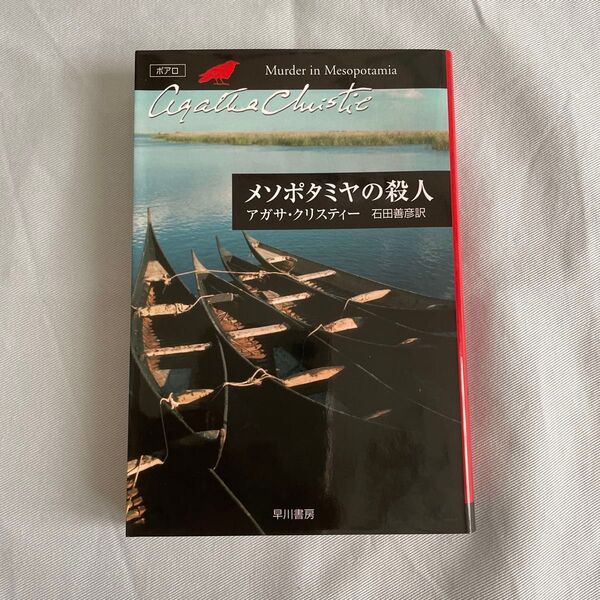 ポアロ
Murder in Mesopotamia
Agatha Christie
メソポタミヤの殺人
アガサ・クリスティー 石田善彦訳
早川書房